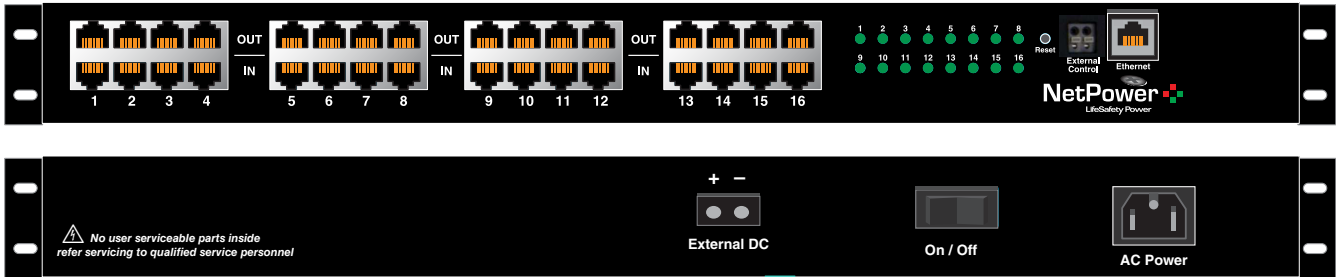 OUT OUT OUT
IN IN IN
1 2 3 4 5 6 7 8 9 10 11 12 13 14 15 16
1 2 3 4 5 6 7 8
9 10 11 12 13 14 15 16
Reset
External
Control
Ethernet
NetPower
LifeSafety Power
No user serviceable parts inside
refer servicing to qualified service personnel
+ −
External DC
On / Off
AC Power